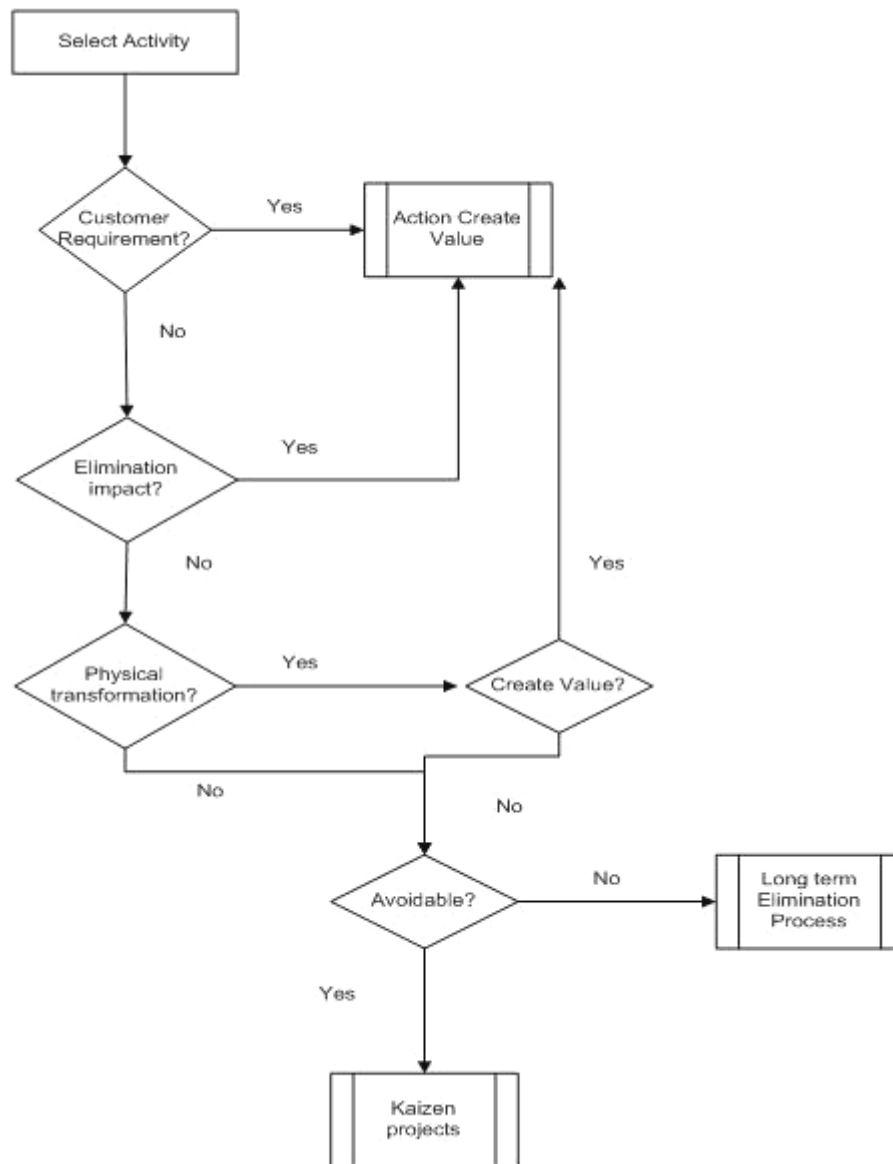 Select Activity
Customer
Requirement?
Yes
Action Create
Value
No
Elimination
impact?
Yes
No
Yes
Physical
transformation?
Yes
Create Value?
No
No
Avoidable?
No
Long term
Elimination
Process
Yes
Kaizen
projects